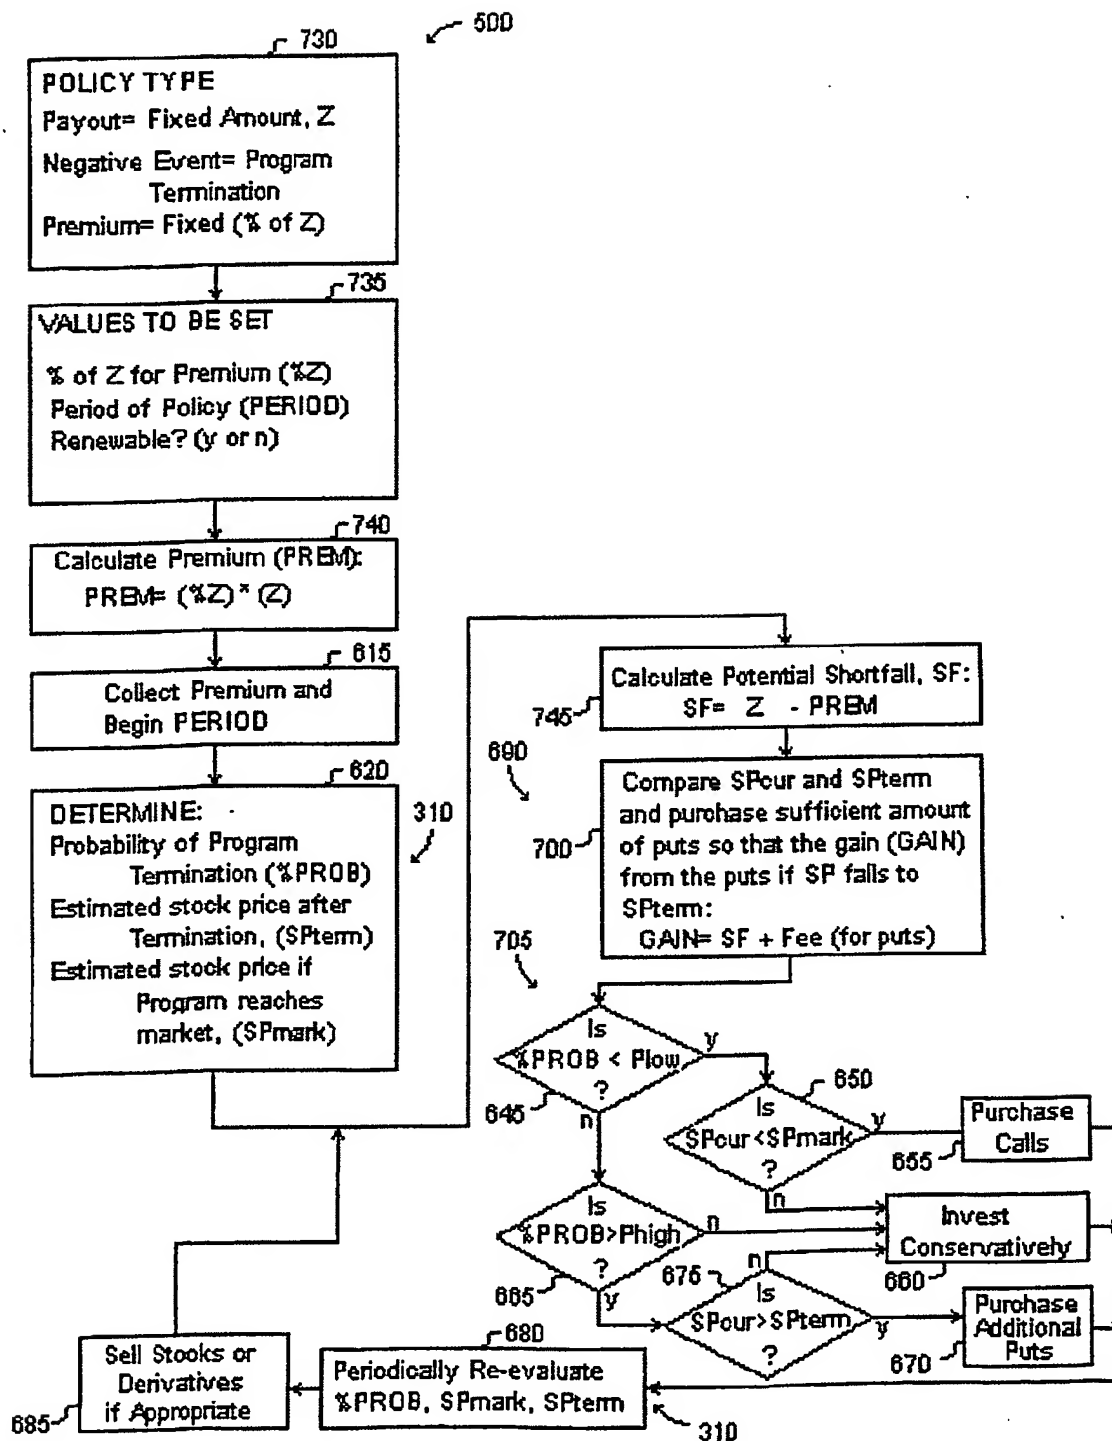 500
730
POLICY TYPE
Payout= Fixed Amount, Z
Negative Event= Program
Termination
Premium= Fixed (% of Z)
735
VALUES TO BE SET
% of Z for Premium (%Z)
Period of Policy (PERIOD)
Renewable? (y or n)
740
Calculate Premium (PREM):
PREM= (%Z)*(Z)
615
Collect Premium and
Begin PERIOD
620
310
DETERMINE:
Probability of Program
Termination (%PROB)
Estimated stock price after
Termination, (SPterm)
Estimated stock price if
Program reaches
market, (SPmark)
Calculate Potential Shortfall, SF:
SF= Z - PREM
745
690
Compare SPcur and SPterm
and purchase sufficient amount
of puts so that the gain (GAIN)
from the puts if SP falls to
SPterm:
GAIN= SF + Fee (for puts)
700
705
Is
%PROB < Plow
?
y
n
645
650
Is
SPcur<SPmark
?
y
n
Purchase
Calls
655
Is
%PROB>Phigh
?
n
y
665
Invest
Conservatively
660
675
n
Is
SPcur>SPterm
?
y
Purchase
Additional
Puts
670
680
Periodically Re-evaluate
%PROB, SPmark, SPterm
310
Sell Stocks or
Derivatives
if Appropriate
685